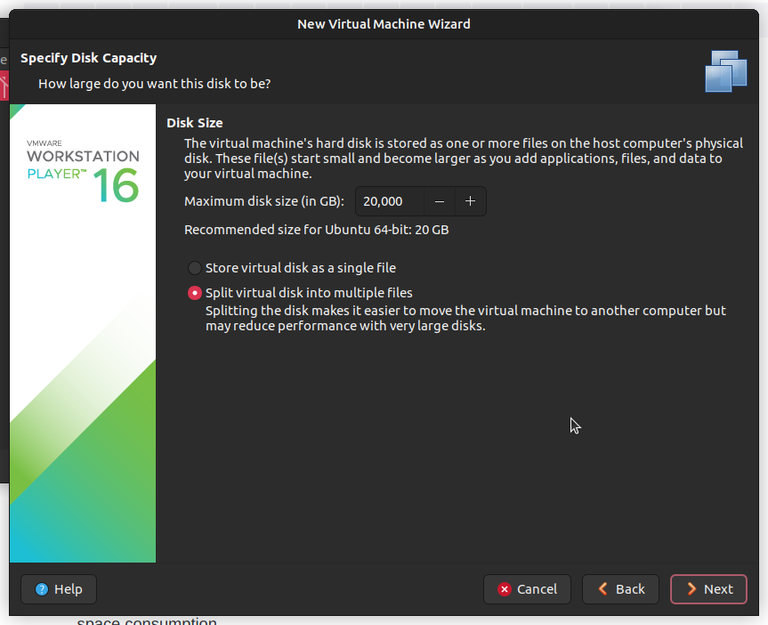 New Virtual Machine Wizard
Specify Disk Capacity
How large do you want this disk to be?
VMWARE
WORKSTATION
PLAYER™ 16
Disk Size
The virtual machine's hard disk is stored as one or more files on the host computer's physical
disk. These file(s) start small and become larger as you add applications, files, and data to
your virtual machine.
Maximum disk size (in GB): 20,000 − +
Recommended size for Ubuntu 64-bit: 20 GB
Store virtual disk as a single file
Split virtual disk into multiple files
Splitting the disk makes it easier to move the virtual machine to another computer but
may reduce performance with very large disks.
Help Cancel Back Next
space consumption